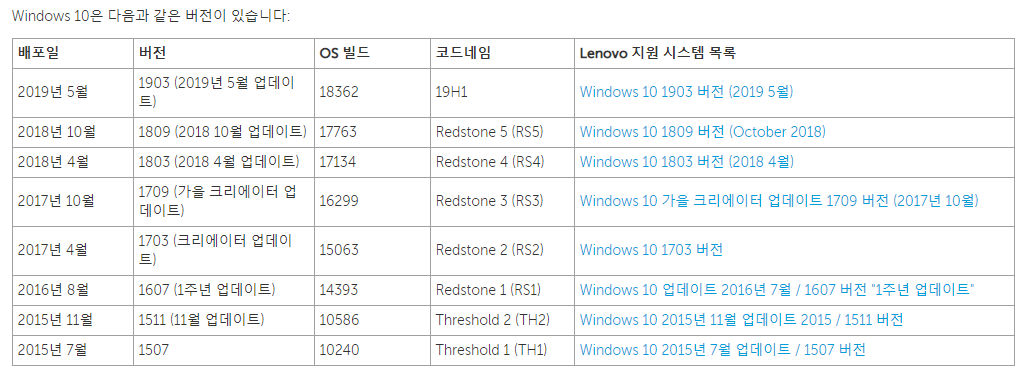 Windows 10은 다음과 같은 버전이 있습니다:
배포일 버전 OS 빌드 코드네임 Lenovo 지원 시스템 목록
2019년 5월 1903 (2019년 5월 업데이
트) 18362 19H1 Windows 10 1903 버전 (2019 5월)
2018년 10월 1809 (2018 10월 업데이트) 17763 Redstone 5 (RS5) Windows 10 1809 버전 (October 2018)
2018년 4월 1803 (2018 4월 업데이트) 17134 Redstone 4 (RS4) Windows 10 1803 버전 (2018 4월)
2017년 10월 1709 (가을 크리에이터 업
데이트) 16299 Redstone 3 (RS3) Windows 10 가을 크리에이터 업데이트 1709 버전 (2017년 10월)
2017년 4월 1703 (크리에이터 업데이
트) 15063 Redstone 2 (RS2) Windows 10 1703 버전
2016년 8월 1607 (1주년 업데이트) 14393 Redstone 1 (RS1) Windows 10 업데이트 2016년 7월 / 1607 버전 "1주년 업데이트"
2015년 11월 1511 (11월 업데이트) 10586 Threshold 2 (TH2) Windows 10 2015년 11월 업데이트 2015 / 1511 버전
2015년 7월 1507 10240 Threshold 1 (TH1) Windows 10 2015년 7월 업데이트 / 1507 버전